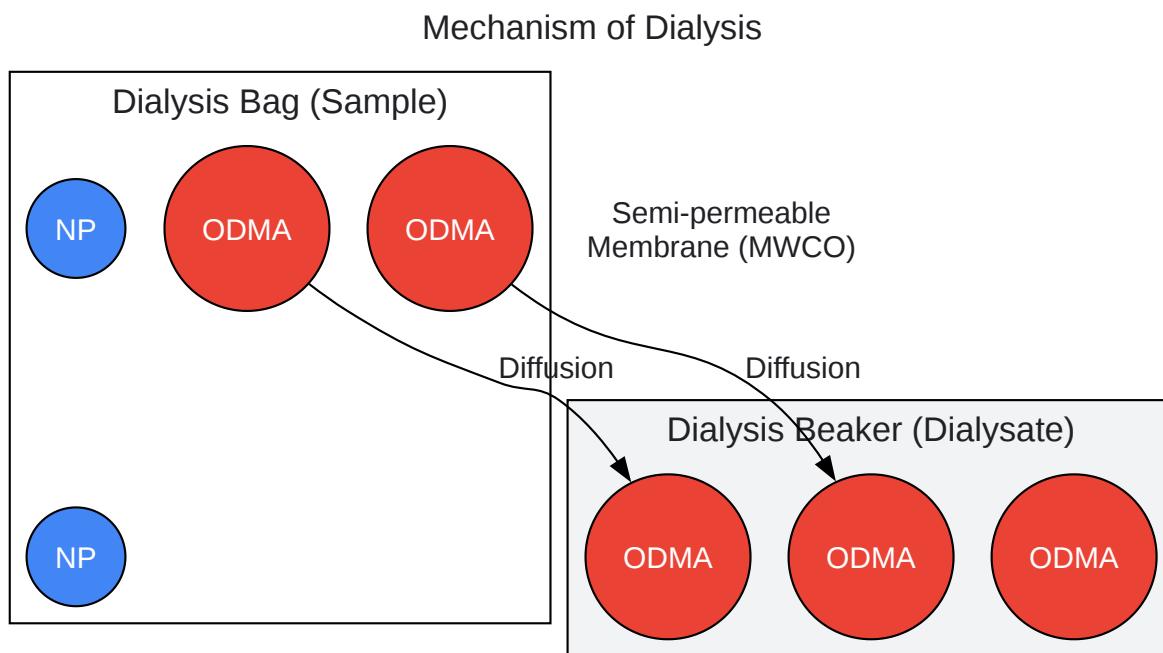 Mechanism of Dialysis
Dialysis Bag (Sample)
NP
ODMA
ODMA
Semi-permeable
Membrane (MWCO)
Diffusion
Diffusion
Dialysis Beaker (Dialysate)
NP
ODMA
ODMA
ODMA